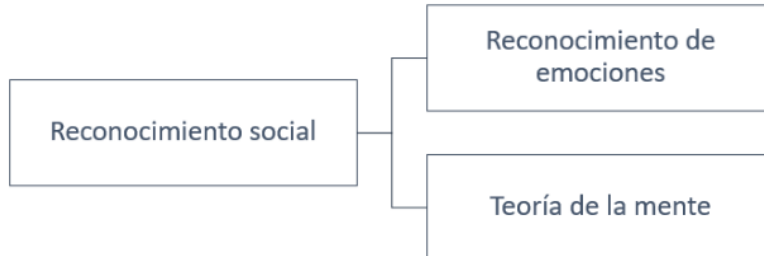 Reconocimiento social
Reconocimiento de
emociones
Teoría de la mente